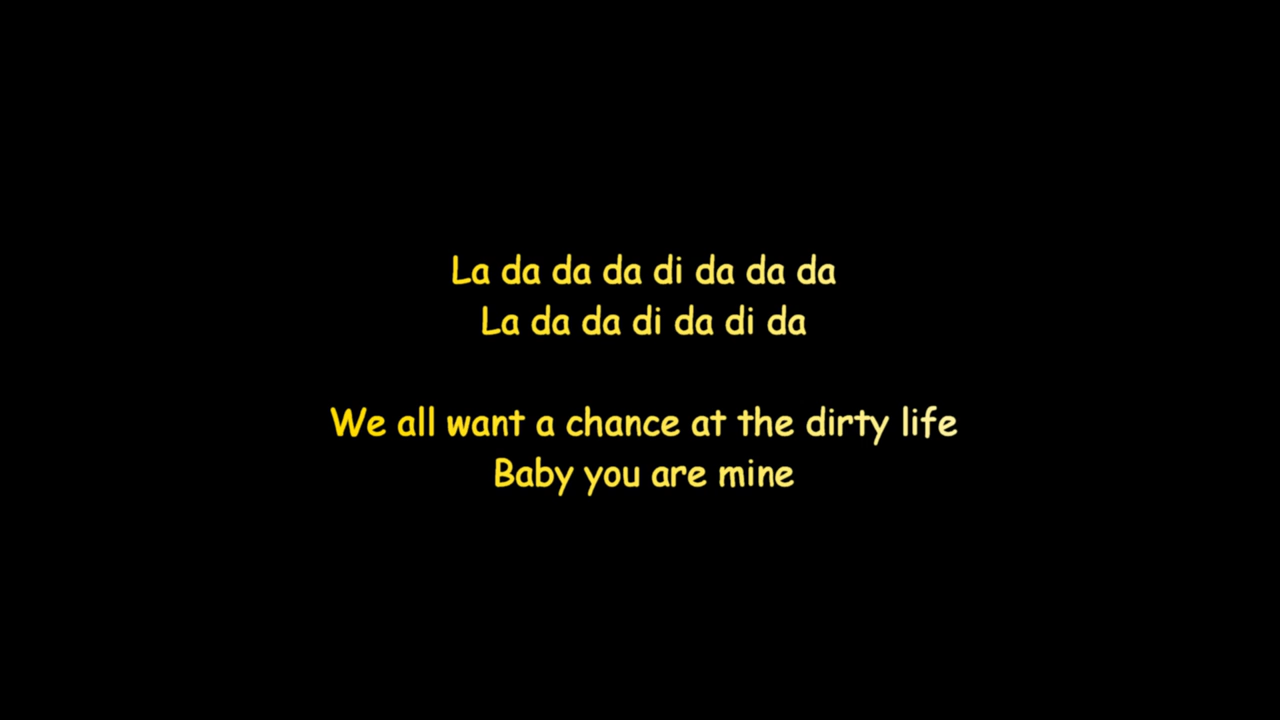 La da da da di da da da
La da da di da di da
We all want a chance at the dirty life
Baby you are mine